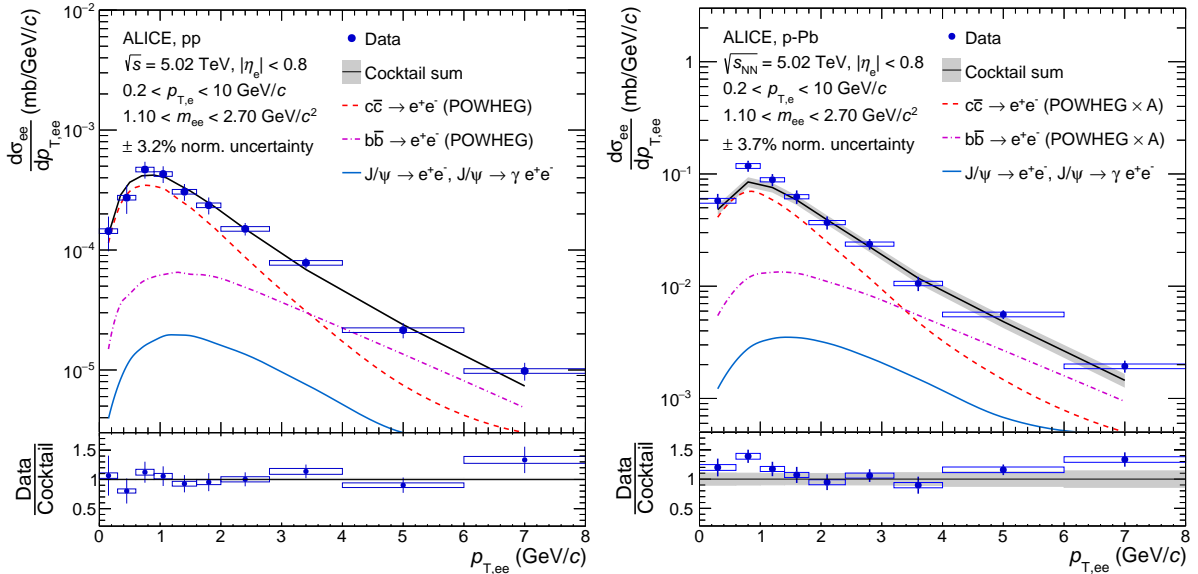 ALICE, pp
√s = 5.02 TeV, |η_e| < 0.8
0.2 < p_T,e < 10 GeV/c
1.10 < m_ee < 2.70 GeV/c²
± 3.2% norm. uncertainty
Data
Cocktail sum
cc̄ → e⁺e⁻ (POWHEG)
bb̄ → e⁺e⁻ (POWHEG)
J/ψ → e⁺e⁻, J/ψ → γ e⁺e⁻
dσ_ee
dp_T,ee
(mb/GeV/c)
10⁻²
10⁻³
10⁻⁴
10⁻⁵
Data
Cocktail
1.5
1
0.5
0 1 2 3 4 5 6 7 8
p_T,ee (GeV/c)
ALICE, p-Pb
√s_NN = 5.02 TeV, |η_e| < 0.8
0.2 < p_T,e < 10 GeV/c
1.10 < m_ee < 2.70 GeV/c²
± 3.7% norm. uncertainty
Data
Cocktail sum
cc̄ → e⁺e⁻ (POWHEG × A)
bb̄ → e⁺e⁻ (POWHEG × A)
J/ψ → e⁺e⁻, J/ψ → γ e⁺e⁻
dσ_ee
dp_T,ee
(mb/GeV/c)
1
10⁻¹
10⁻²
10⁻³
Data
Cocktail
1.5
1
0.5
0 1 2 3 4 5 6 7 8
p_T,ee (GeV/c)